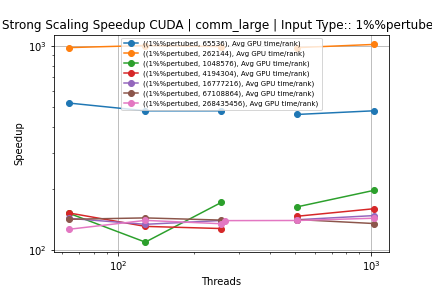 Strong Scaling Speedup CUDA | comm_large | Input Type:: 1%%pertube
10³
((1%pertubed, 65536), Avg GPU time/rank)
((1%pertubed, 262144), Avg GPU time/rank)
((1%pertubed, 1048576), Avg GPU time/rank)
((1%pertubed, 4194304), Avg GPU time/rank)
((1%pertubed, 16777216), Avg GPU time/rank)
((1%pertubed, 67108864), Avg GPU time/rank)
((1%pertubed, 268435456), Avg GPU time/rank)
Speedup
10²
10² 10³
Threads